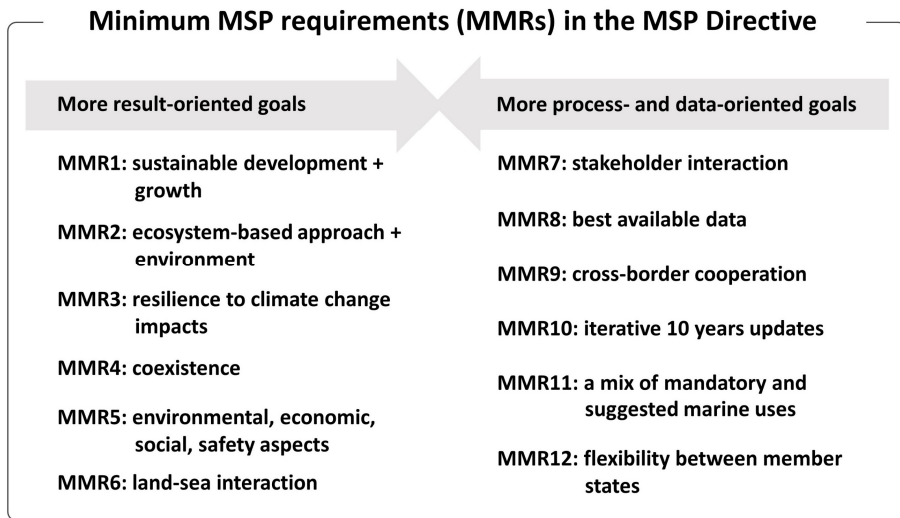 Minimum MSP requirements (MMRs) in the MSP Directive
More result-oriented goals
MMR1: sustainable development +
growth
MMR2: ecosystem-based approach +
environment
MMR3: resilience to climate change
impacts
MMR4: coexistence
MMR5: environmental, economic,
social, safety aspects
MMR6: land-sea interaction
More process- and data-oriented goals
MMR7: stakeholder interaction
MMR8: best available data
MMR9: cross-border cooperation
MMR10: iterative 10 years updates
MMR11: a mix of mandatory and
suggested marine uses
MMR12: flexibility between member
states